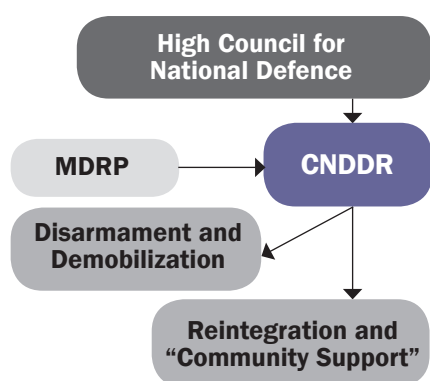 High Council for
National Defence
MDRP
CNDDR
Disarmament and
Demobilization
Reintegration and
“Community Support”